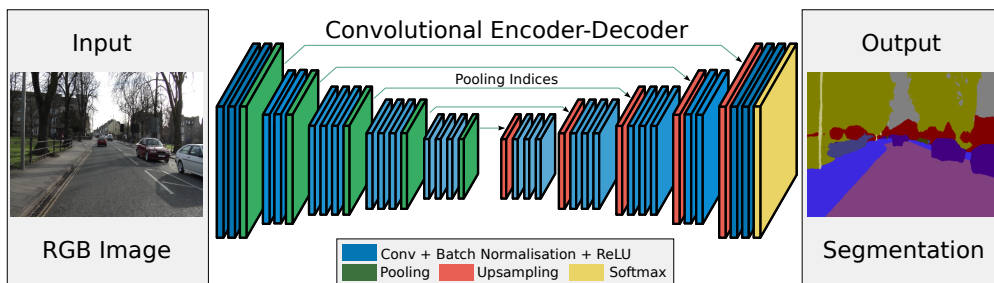 Input
RGB Image
Convolutional Encoder-Decoder
Pooling Indices
Conv + Batch Normalisation + ReLU
Pooling
Upsampling
Softmax
Output
Segmentation